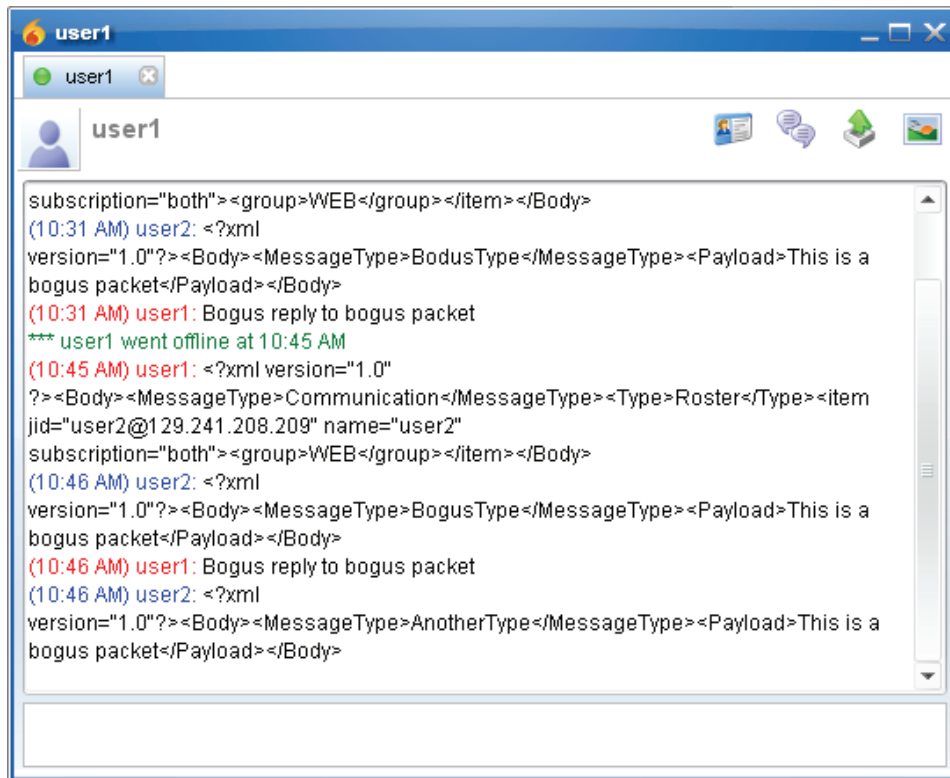 user1
user1
user1
subscription="both"><group>WEB</group></item></Body>
(10:31 AM) user2: <?xml
version="1.0"?><Body><MessageType>BodusType</MessageType><Payload>This is a
bogus packet</Payload></Body>
(10:31 AM) user1: Bogus reply to bogus packet
*** user1 went offline at 10:45 AM
(10:45 AM) user1: <?xml version="1.0"
?><Body><MessageType>Communication</MessageType><Type>Roster</Type><item
jid="user2@129.241.208.209" name="user2"
subscription="both"><group>WEB</group></item></Body>
(10:46 AM) user2: <?xml
version="1.0"?><Body><MessageType>BogusType</MessageType><Payload>This is a
bogus packet</Payload></Body>
(10:46 AM) user1: Bogus reply to bogus packet
(10:46 AM) user2: <?xml
version="1.0"?><Body><MessageType>AnotherType</MessageType><Payload>This is a
bogus packet</Payload></Body>